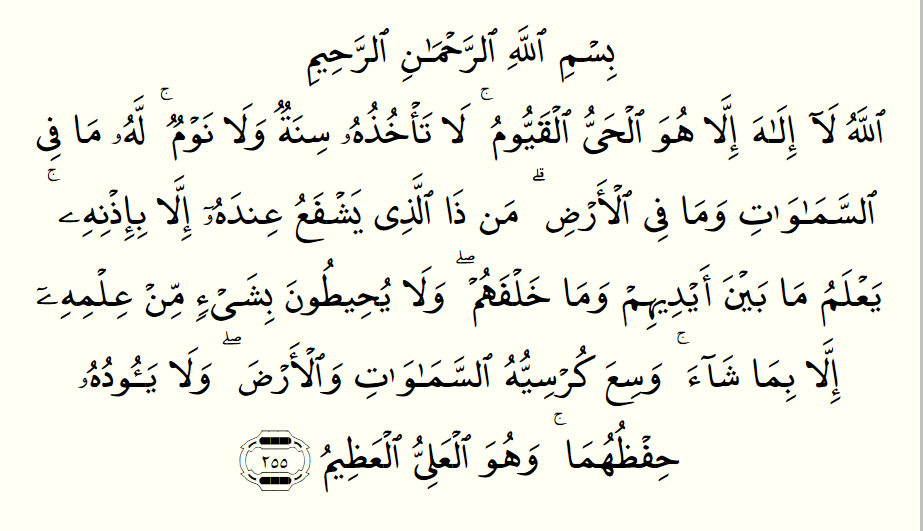 بِسْمِ ٱللَّهِ ٱلرَّحْمَـٰنِ ٱلرَّحِيمِ
ٱللَّهُ لَآ إِلَـٰهَ إِلَّا هُوَ ٱلْحَىُّ ٱلْقَيُّومُ ۚ لَا تَأْخُذُهُۥ سِنَةٌۭ وَلَا نَوْمٌۭ ۚ لَّهُۥ مَا فِى
ٱلسَّمَـٰوَٰتِ وَمَا فِى ٱلْأَرْضِ ۗ مَن ذَا ٱلَّذِى يَشْفَعُ عِندَهُۥٓ إِلَّا بِإِذْنِهِۦ ۚ
يَعْلَمُ مَا بَيْنَ أَيْدِيهِمْ وَمَا خَلْفَهُمْ ۖ وَلَا يُحِيطُونَ بِشَىْءٍۢ مِّنْ عِلْمِهِۦٓ
إِلَّا بِمَا شَآءَ ۚ وَسِعَ كُرْسِيُّهُ ٱلسَّمَـٰوَٰتِ وَٱلْأَرْضَ ۖ وَلَا يَـُٔودُهُۥ
حِفْظُهُمَا ۚ وَهُوَ ٱلْعَلِىُّ ٱلْعَظِيمُ ٢٥٥